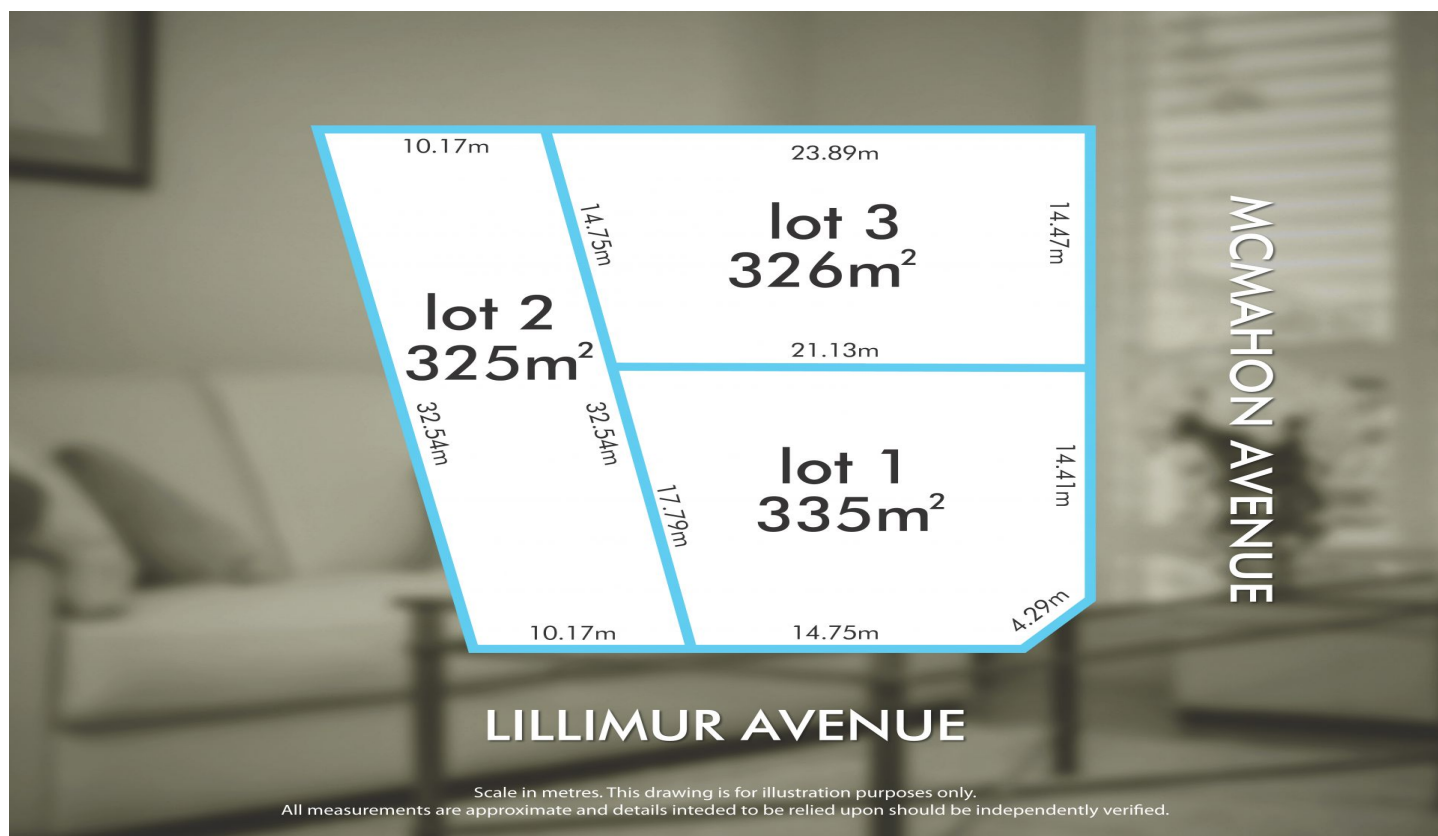 10.17m
23.89m
14.75m
lot 3
326m²
14.47m
lot 2
325m²
21.13m
32.54m
32.54m
lot 1
335m²
14.41m
17.79m
4.29m
10.17m
14.75m
MCMAHON AVENUE
LILLIMUR AVENUE
Scale in metres. This drawing is for illustration purposes only.
All measurements are approximate and details inteded to be relied upon should be independently verified.